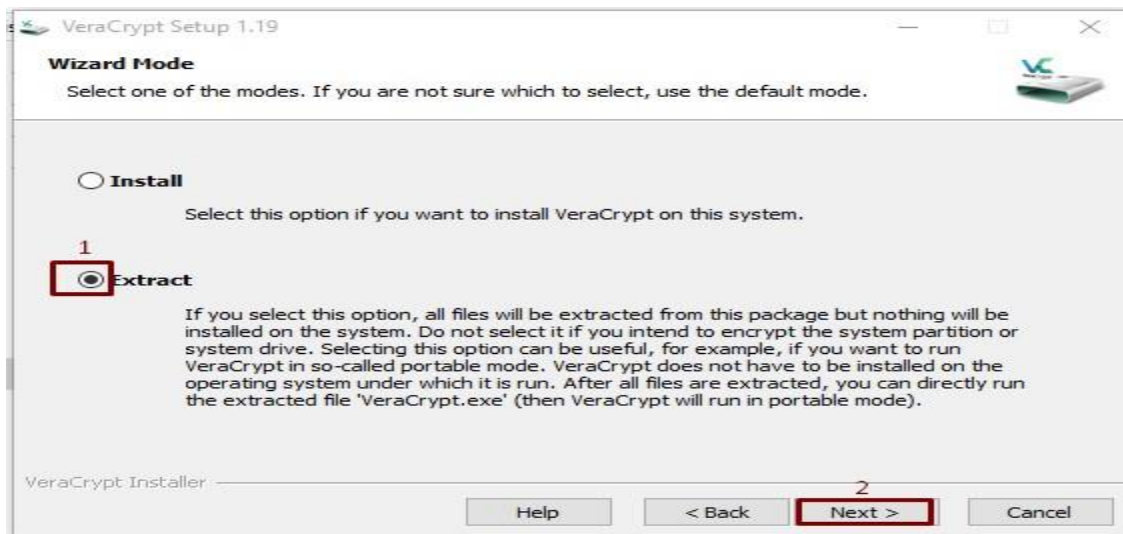 VeraCrypt Setup 1.19
Wizard Mode
VC
Select one of the modes. If you are not sure which to select, use the default mode.
Install
Select this option if you want to install VeraCrypt on this system.
1
Extract
If you select this option, all files will be extracted from this package but nothing will be
installed on the system. Do not select it if you intend to encrypt the system partition or
system drive. Selecting this option can be useful, for example, if you want to run
VeraCrypt in so-called portable mode. VeraCrypt does not have to be installed on the
operating system under which it is run. After all files are extracted, you can directly run
the extracted file 'VeraCrypt.exe' (then VeraCrypt will run in portable mode).
VeraCrypt Installer
2
Help < Back Next > Cancel